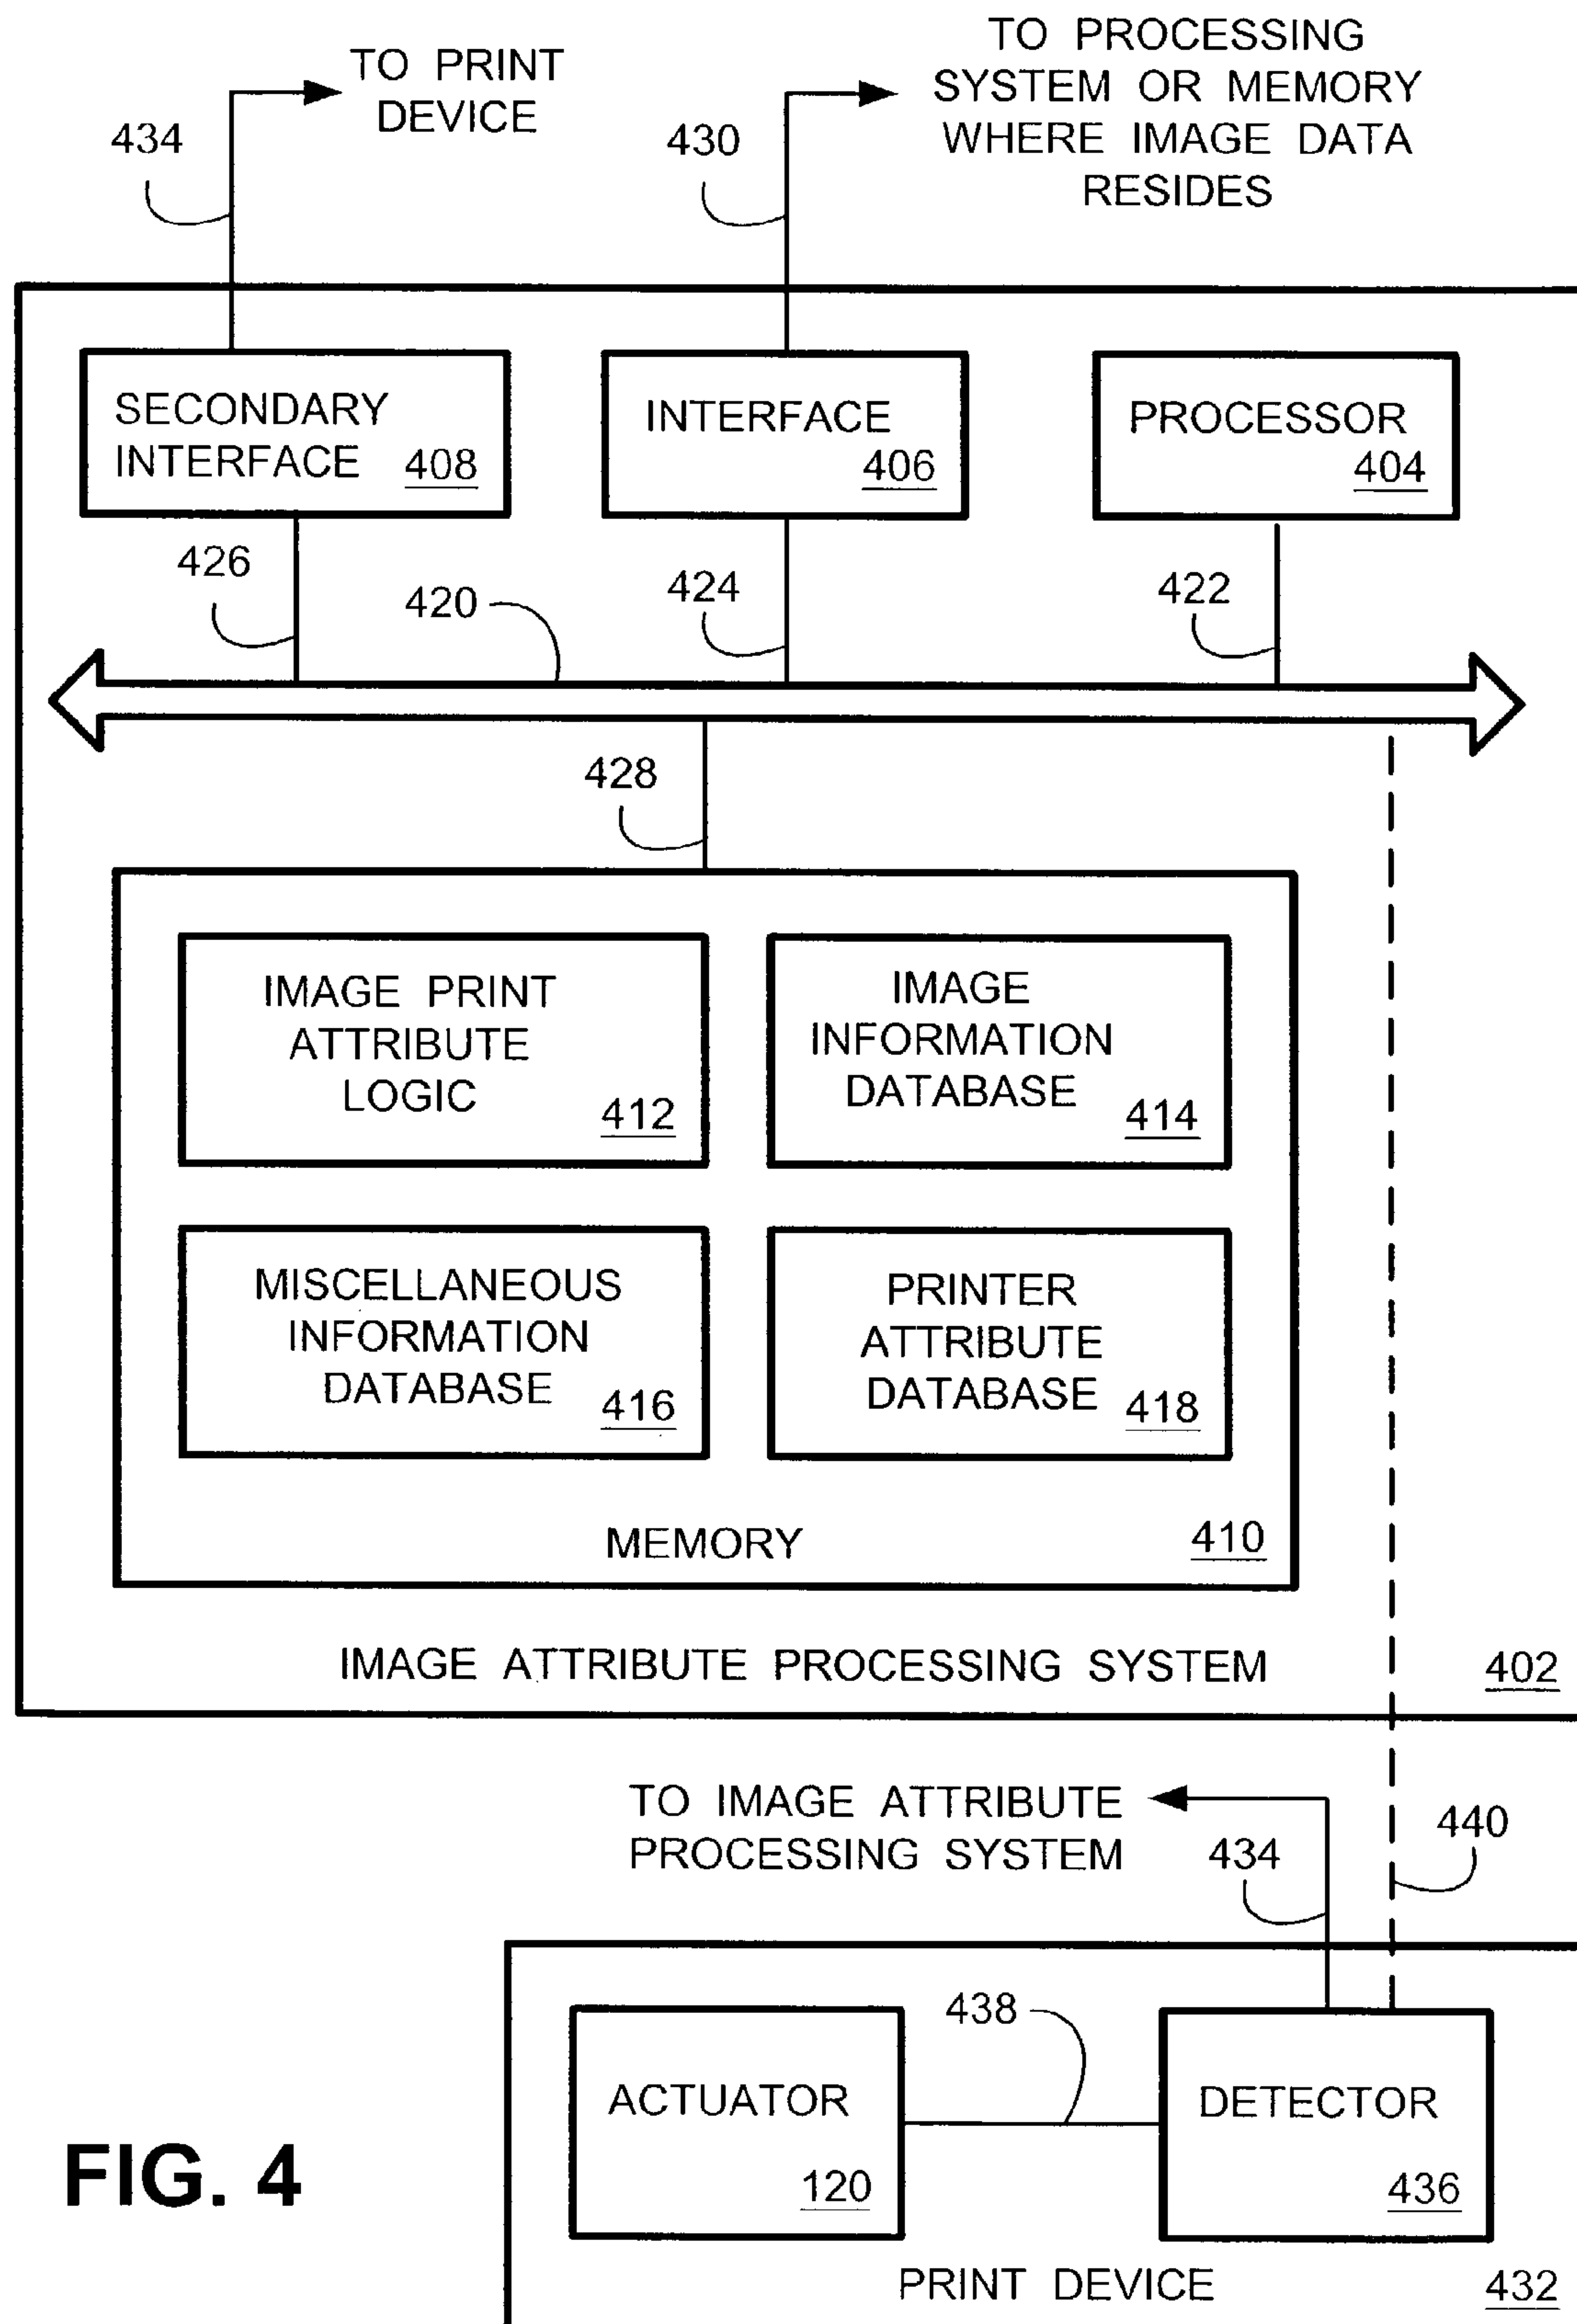 TO PRINT
DEVICE
TO PROCESSING
SYSTEM OR MEMORY
WHERE IMAGE DATA
RESIDES
434
430
SECONDARY
INTERFACE 408
INTERFACE
406
PROCESSOR
404
426
420
424
422
428
IMAGE PRINT
ATTRIBUTE
LOGIC
412
IMAGE
INFORMATION
DATABASE
414
MISCELLANEOUS
INFORMATION
DATABASE
416
PRINTER
ATTRIBUTE
DATABASE
418
MEMORY
410
IMAGE ATTRIBUTE PROCESSING SYSTEM
402
TO IMAGE ATTRIBUTE
PROCESSING SYSTEM
434
440
438
ACTUATOR
120
DETECTOR
436
PRINT DEVICE
432
FIG. 4